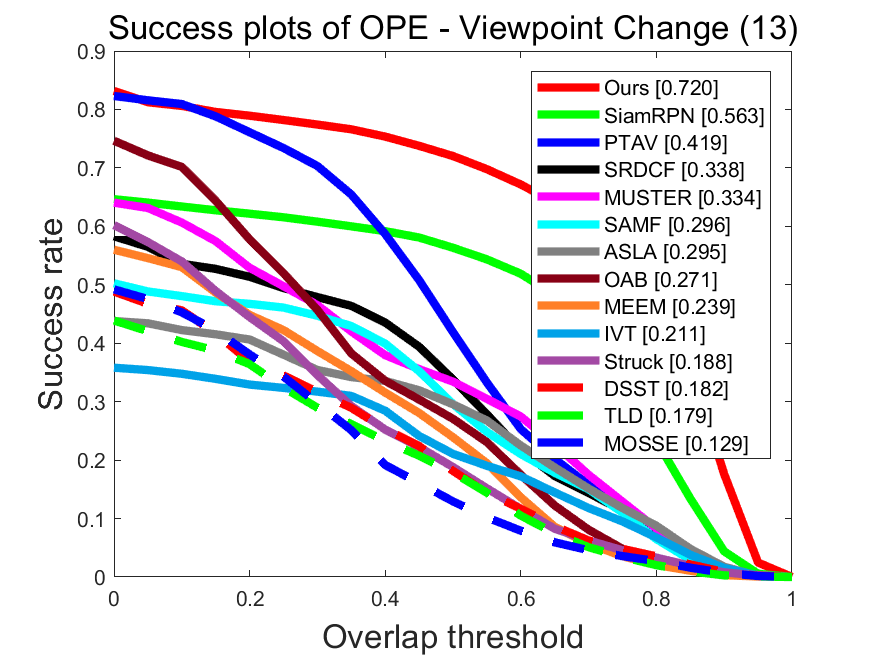 Success plots of OPE - Viewpoint Change (13)
0.9
0.8
0.7
0.6
0.5
0.4
0.3
0.2
0.1
0
Success rate
Ours [0.720]
SiamRPN [0.563]
PTAV [0.419]
SRDCF [0.338]
MUSTER [0.334]
SAMF [0.296]
ASLA [0.295]
OAB [0.271]
MEEM [0.239]
IVT [0.211]
Struck [0.188]
DSST [0.182]
TLD [0.179]
MOSSE [0.129]
0 0.2 0.4 0.6 0.8 1
Overlap threshold